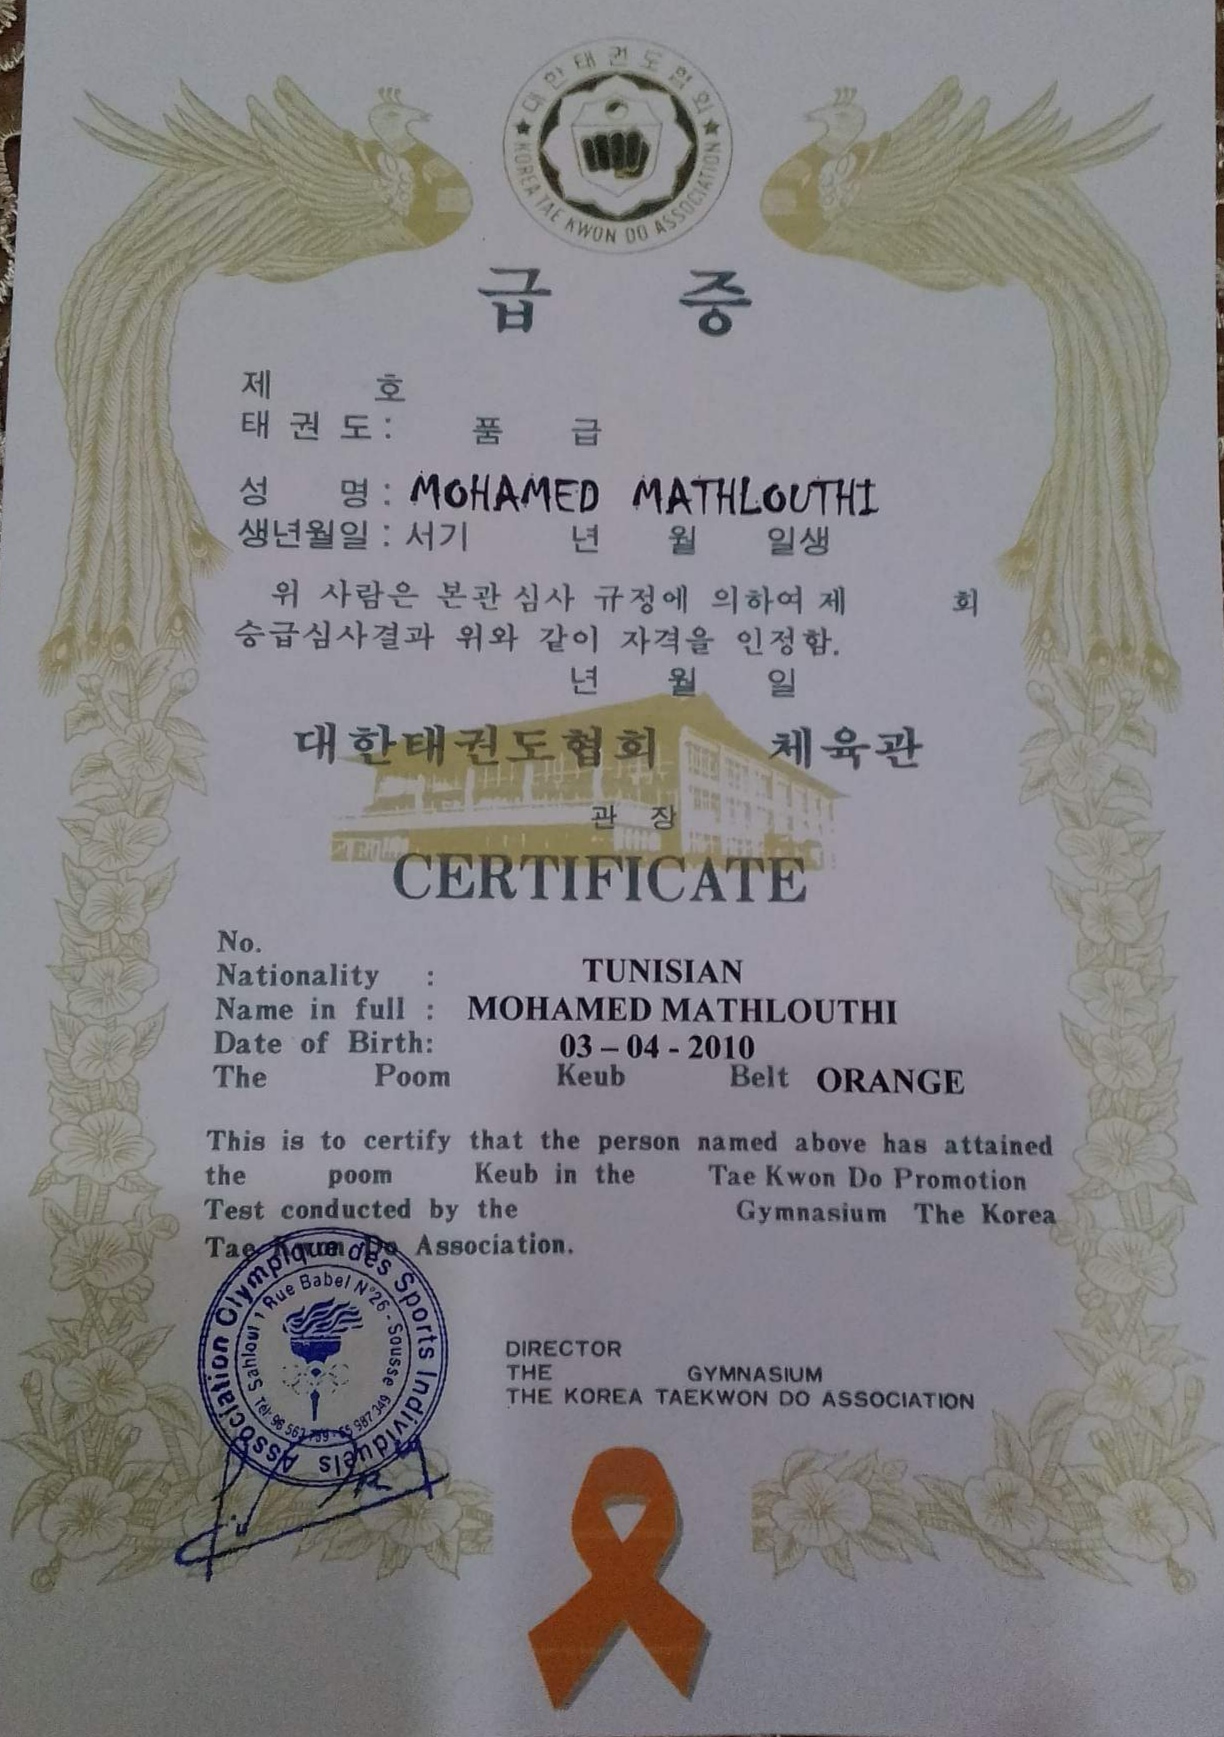 대한태권도협회
KOREA TAE KWON DO ASSOCIATION
급 증
제 호
태 권 도 : 품 급
성 명 : MOHAMED MATHLOUTHI
생년월일 : 서기 년 월 일생
위 사람은 본관 심사 규정에 의하여 제 회
승급심사결과 위와 같이 자격을 인정함.
년 월 일
대한태권도협회 체육관
관 장
CERTIFICATE
No.
Nationality : TUNISIAN
Name in full : MOHAMED MATHLOUTHI
Date of Birth: 03 – 04 - 2010
The Poom Keub Belt ORANGE
This is to certify that the person named above has attained
the poom Keub in the Tae Kwon Do Promotion
Test conducted by the Gymnasium The Korea
Tae Kwon Do Association.
Association Olympique des Sports Individuels
Sahloul 1 Rue Babel N°26 - Sousse
DIRECTOR
THE GYMNASIUM
THE KOREA TAEKWON DO ASSOCIATION